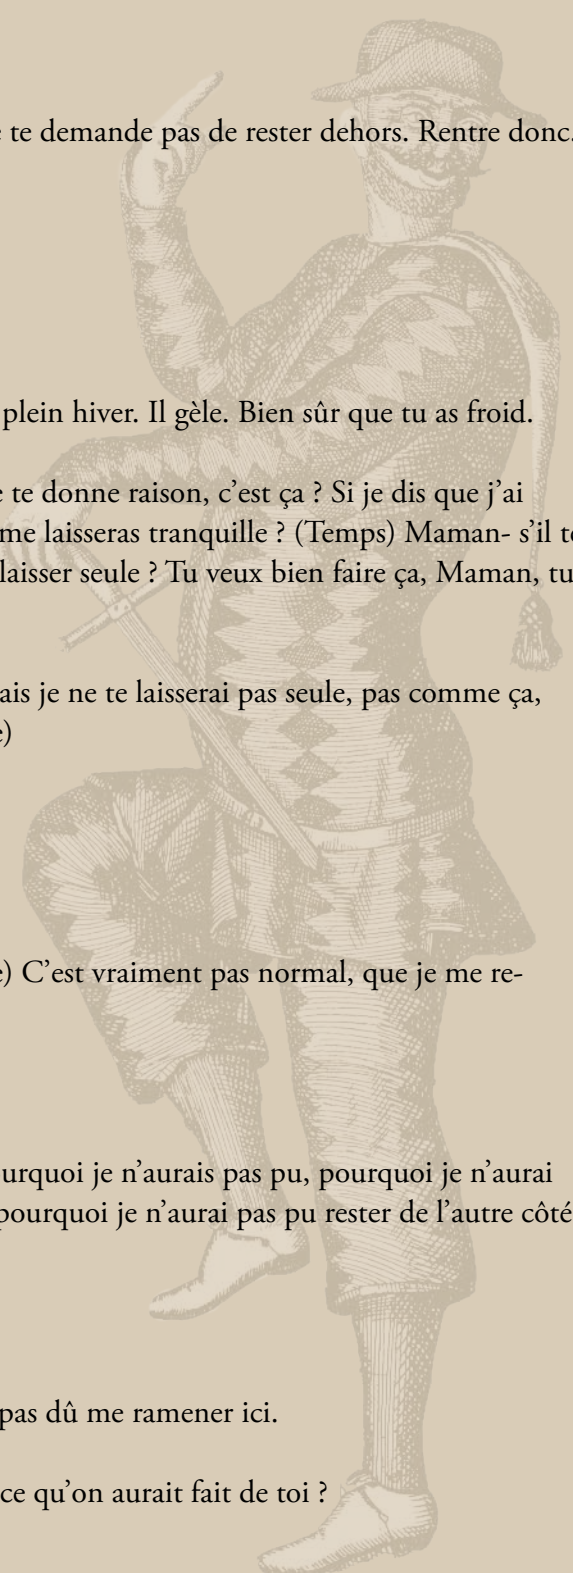 te demande pas de rester dehors. Rentre donc.
plein hiver. Il gèle. Bien sûr que tu as froid.
te donne raison, c’est ça ? Si je dis que j’ai
me laisseras tranquille ? (Temps) Maman- s’il te
laisser seule ? Tu veux bien faire ça, Maman, tu
ais je ne te laisserai pas seule, pas comme ça,
e)
e) C’est vraiment pas normal, que je me re-
urquoi je n’aurais pas pu, pourquoi je n’aurai
pourquoi je n’aurai pas pu rester de l’autre côté
pas dû me ramener ici.
ce qu’on aurait fait de toi ?